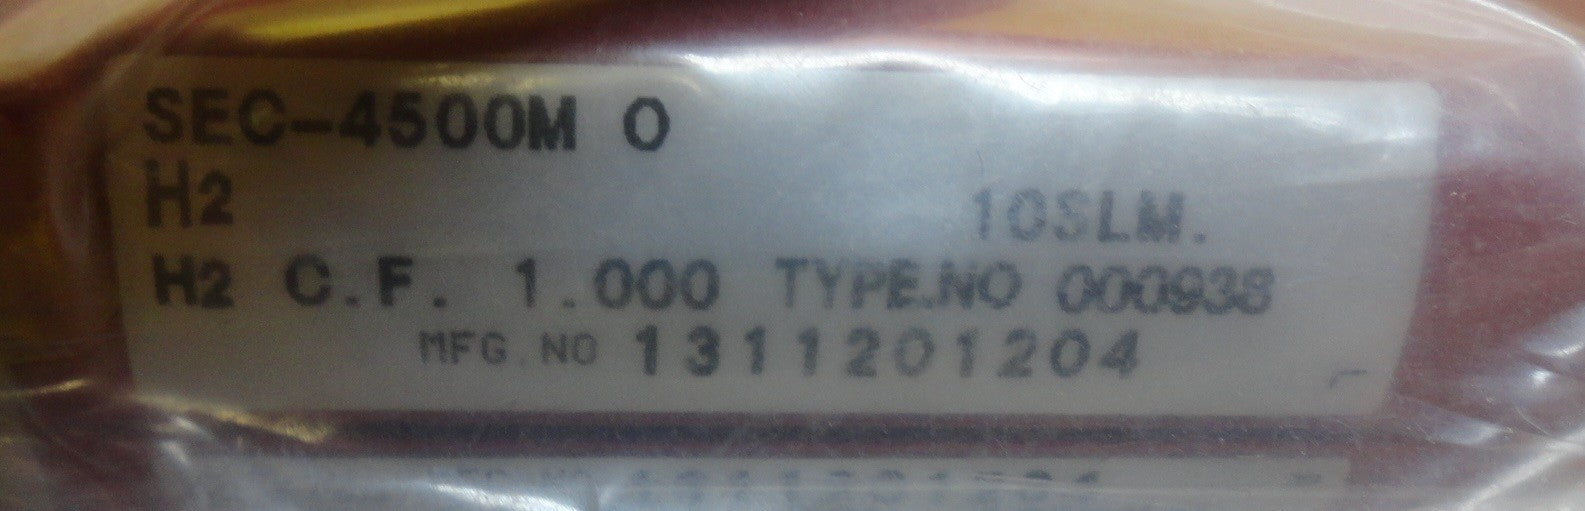 SEC-4500M O
H2 10SLM.
H2 C.F. 1.000 TYPE.NO 000938
MFG.NO 1311201204